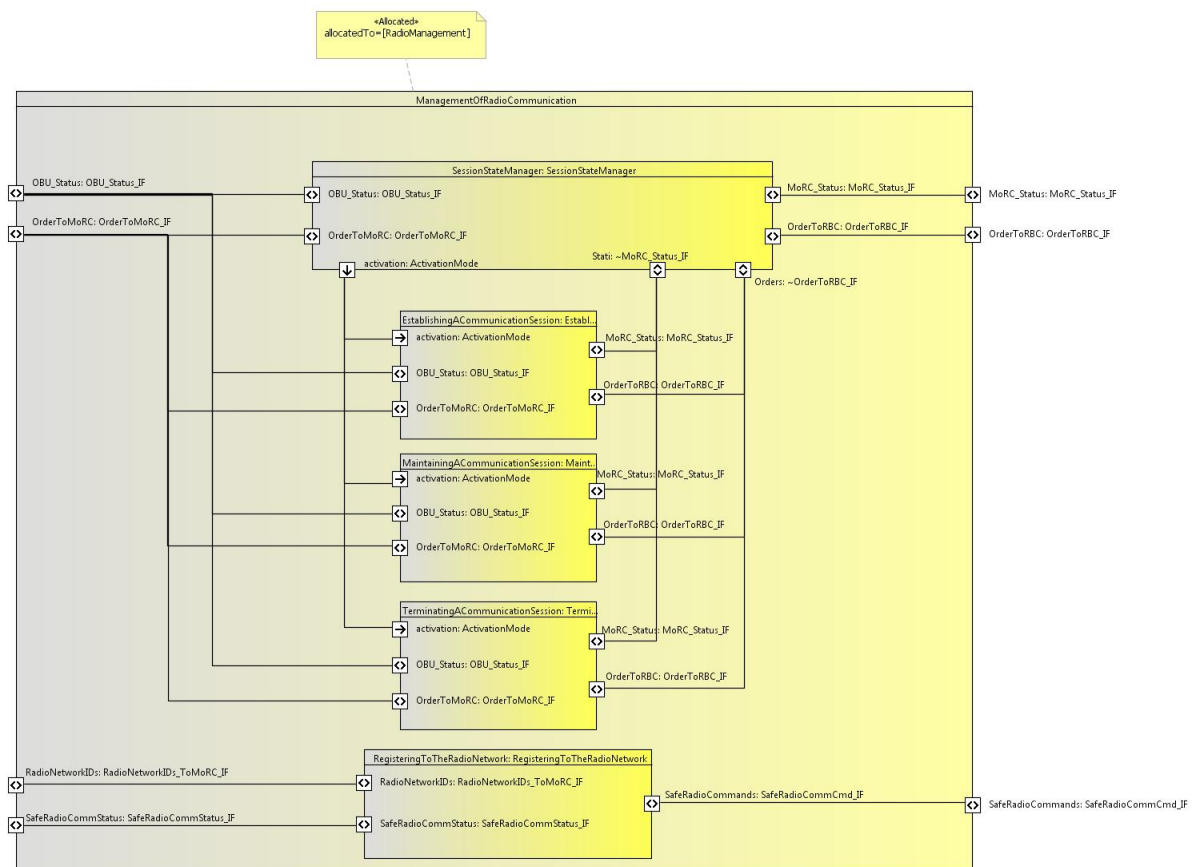 «Allocated»
allocatedTo=[RadioManagement]
ManagementOfRadioCommunication
SessionStateManager: SessionStateManager
OBU_Status: OBU_Status_IF
OBU_Status: OBU_Status_IF
MoRC_Status: MoRC_Status_IF
MoRC_Status: MoRC_Status_IF
OrderToMoRC: OrderToMoRC_IF
OrderToMoRC: OrderToMoRC_IF
OrderToRBC: OrderToRBC_IF
OrderToRBC: OrderToRBC_IF
activation: ActivationMode
Stati: ~MoRC_Status_IF
Orders: ~OrderToRBC_IF
EstablishingACommunicationSession: Establ...
activation: ActivationMode
MoRC_Status: MoRC_Status_IF
OBU_Status: OBU_Status_IF
OrderToRBC: OrderToRBC_IF
OrderToMoRC: OrderToMoRC_IF
MaintainingACommunicationSession: Maint...
activation: ActivationMode
MoRC_Status: MoRC_Status_IF
OBU_Status: OBU_Status_IF
OrderToRBC: OrderToRBC_IF
OrderToMoRC: OrderToMoRC_IF
TerminatingACommunicationSession: Termi...
activation: ActivationMode
MoRC_Status: MoRC_Status_IF
OBU_Status: OBU_Status_IF
OrderToRBC: OrderToRBC_IF
OrderToMoRC: OrderToMoRC_IF
RegisteringToTheRadioNetwork: RegisteringToTheRadioNetwork
RadioNetworkIDs: RadioNetworkIDs_ToMoRC_IF
RadioNetworkIDs: RadioNetworkIDs_ToMoRC_IF
SafeRadioCommands: SafeRadioCommCmd_IF
SafeRadioCommands: SafeRadioCommCmd_IF
SafeRadioCommStatus: SafeRadioCommStatus_IF
SafeRadioCommStatus: SafeRadioCommStatus_IF